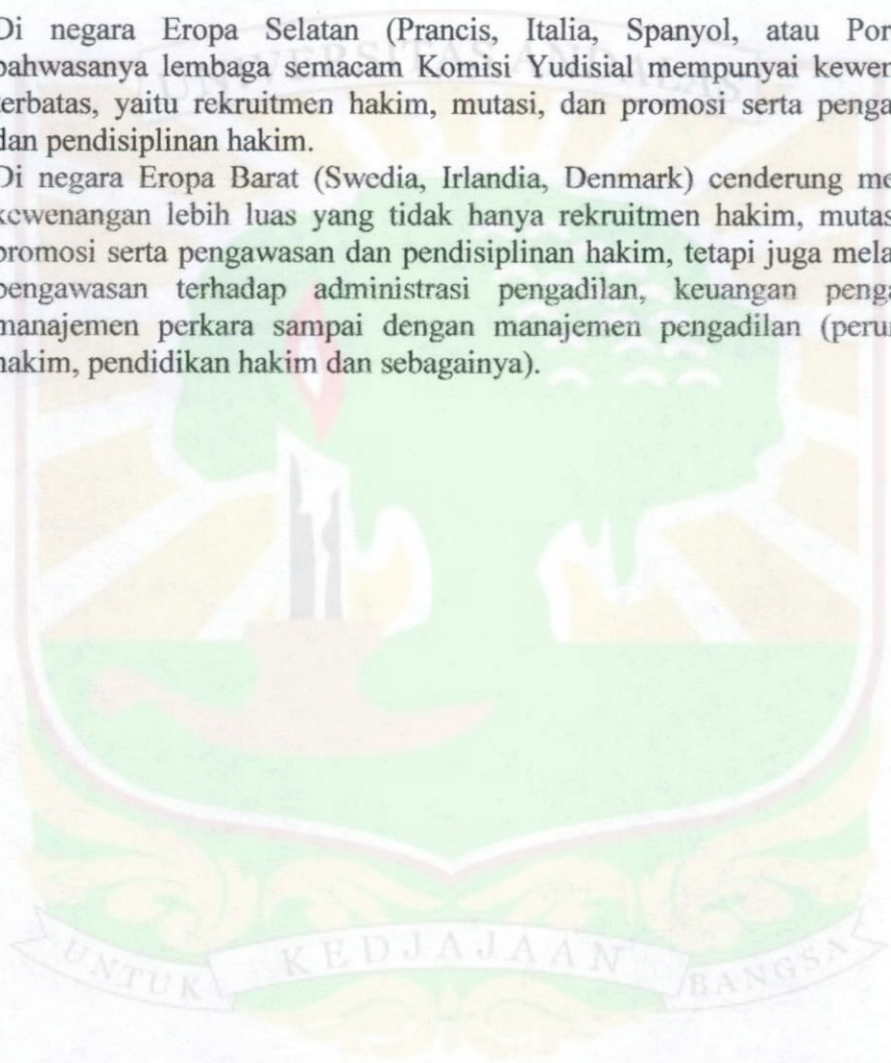 Di negara Eropa Selatan (Prancis, Italia, Spanyol, atau Por
bahwasanya lembaga semacam Komisi Yudisial mempunyai kewen
terbatas, yaitu rekruitmen hakim, mutasi, dan promosi serta penga
dan pendisiplinan hakim.
Di negara Eropa Barat (Swedia, Irlandia, Denmark) cenderung me
kewenangan lebih luas yang tidak hanya rekruitmen hakim, mutas
promosi serta pengawasan dan pendisiplinan hakim, tetapi juga mela
pengawasan terhadap administrasi pengadilan, keuangan penga
manajemen perkara sampai dengan manajemen pengadilan (peru
hakim, pendidikan hakim dan sebagainya).
UNIVERSITAS ANDALAS
UNTUK KEDJAJAAN BANGSA